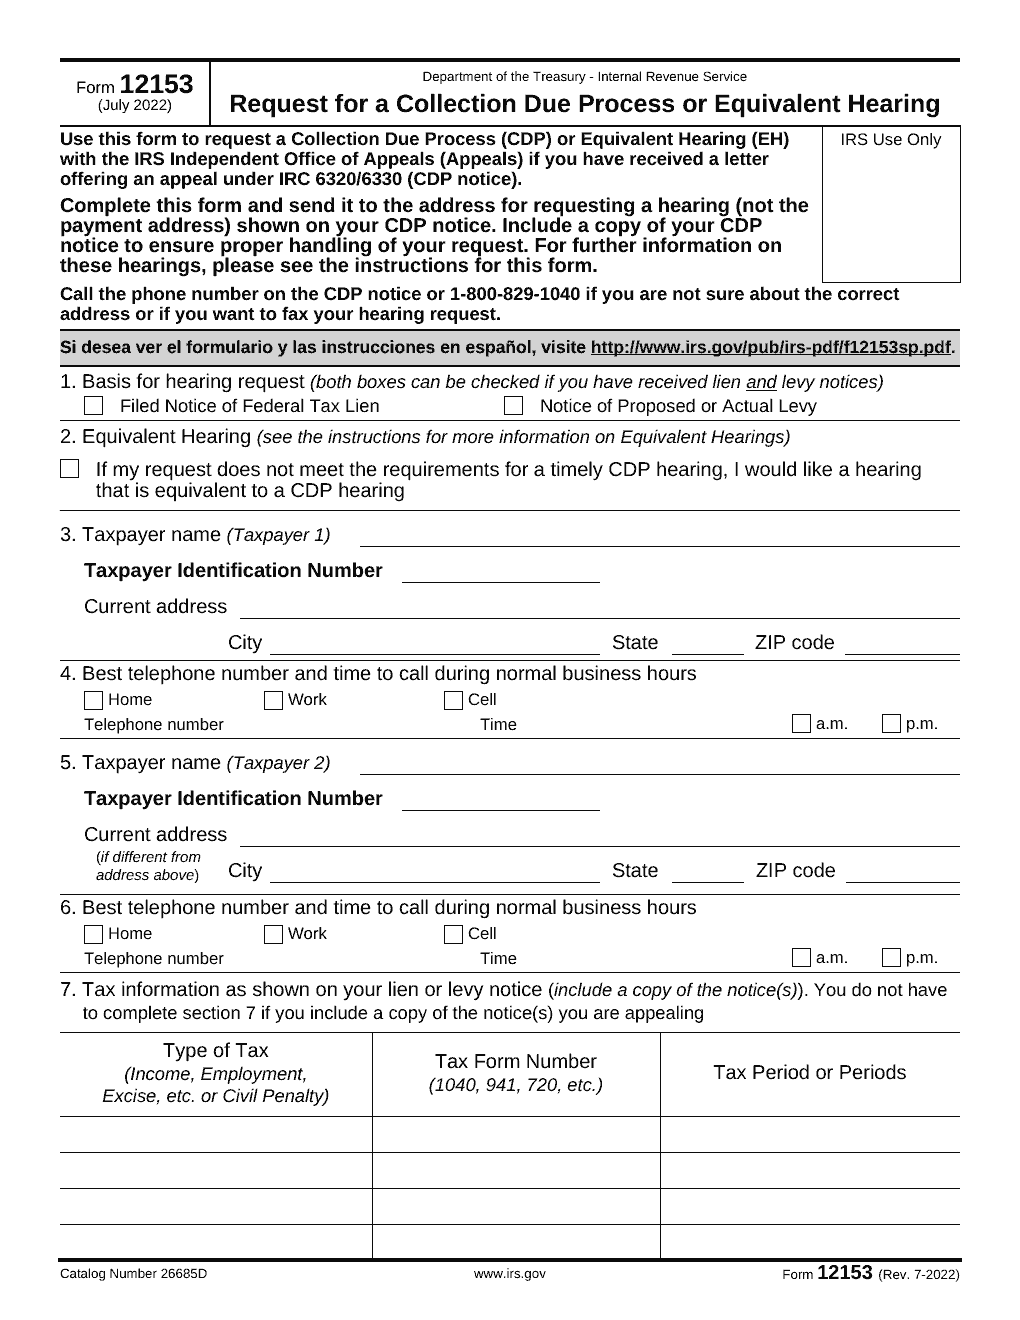 Form 12153
(July 2022)
Department of the Treasury - Internal Revenue Service
Request for a Collection Due Process or Equivalent Hearing
Use this form to request a Collection Due Process (CDP) or Equivalent Hearing (EH)
with the IRS Independent Office of Appeals (Appeals) if you have received a letter
offering an appeal under IRC 6320/6330 (CDP notice).
IRS Use Only
Complete this form and send it to the address for requesting a hearing (not the
payment address) shown on your CDP notice. Include a copy of your CDP
notice to ensure proper handling of your request. For further information on
these hearings, please see the instructions for this form.
Call the phone number on the CDP notice or 1-800-829-1040 if you are not sure about the correct
address or if you want to fax your hearing request.
Si desea ver el formulario y las instrucciones en español, visite http://www.irs.gov/pub/irs-pdf/f12153sp.pdf.
1. Basis for hearing request (both boxes can be checked if you have received lien and levy notices)
Filed Notice of Federal Tax Lien Notice of Proposed or Actual Levy
2. Equivalent Hearing (see the instructions for more information on Equivalent Hearings)
If my request does not meet the requirements for a timely CDP hearing, I would like a hearing
that is equivalent to a CDP hearing
3. Taxpayer name (Taxpayer 1)
Taxpayer Identification Number
Current address
City State ZIP code
4. Best telephone number and time to call during normal business hours
Home Work Cell
Telephone number Time a.m. p.m.
5. Taxpayer name (Taxpayer 2)
Taxpayer Identification Number
Current address
(if different from
address above) City State ZIP code
6. Best telephone number and time to call during normal business hours
Home Work Cell
Telephone number Time a.m. p.m.
7. Tax information as shown on your lien or levy notice (include a copy of the notice(s)). You do not have
to complete section 7 if you include a copy of the notice(s) you are appealing
Type of Tax
(Income, Employment,
Excise, etc. or Civil Penalty)
Tax Form Number
(1040, 941, 720, etc.)
Tax Period or Periods
Catalog Number 26685D www.irs.gov Form 12153 (Rev. 7-2022)